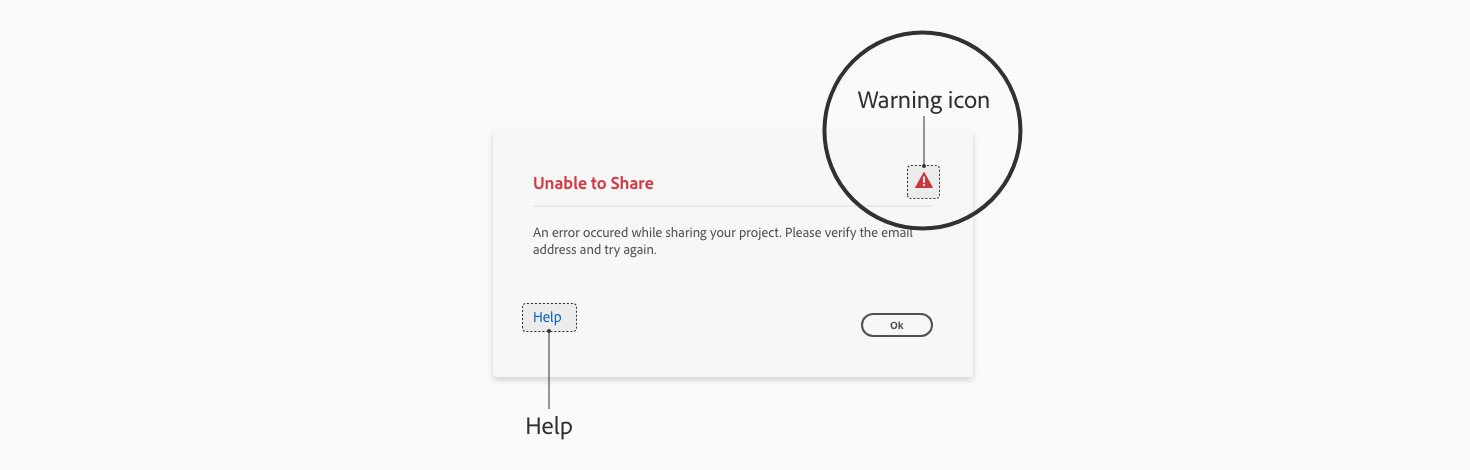 Warning icon
Unable to Share
An error occured while sharing your project. Please verify the email
address and try again.
Help
Ok
Help